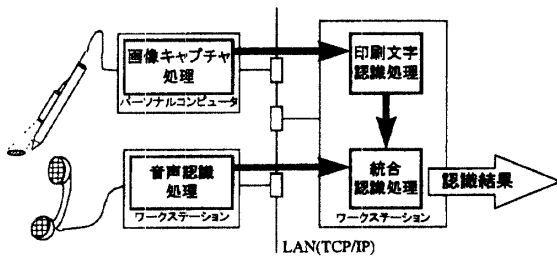 画像キャプチャ
処理
パーソナルコンピュータ
印刷文字
認識処理
音声認識
処理
ワークステーション
統合
認識処理
ワークステーション
認識結果
LAN(TCP/IP)